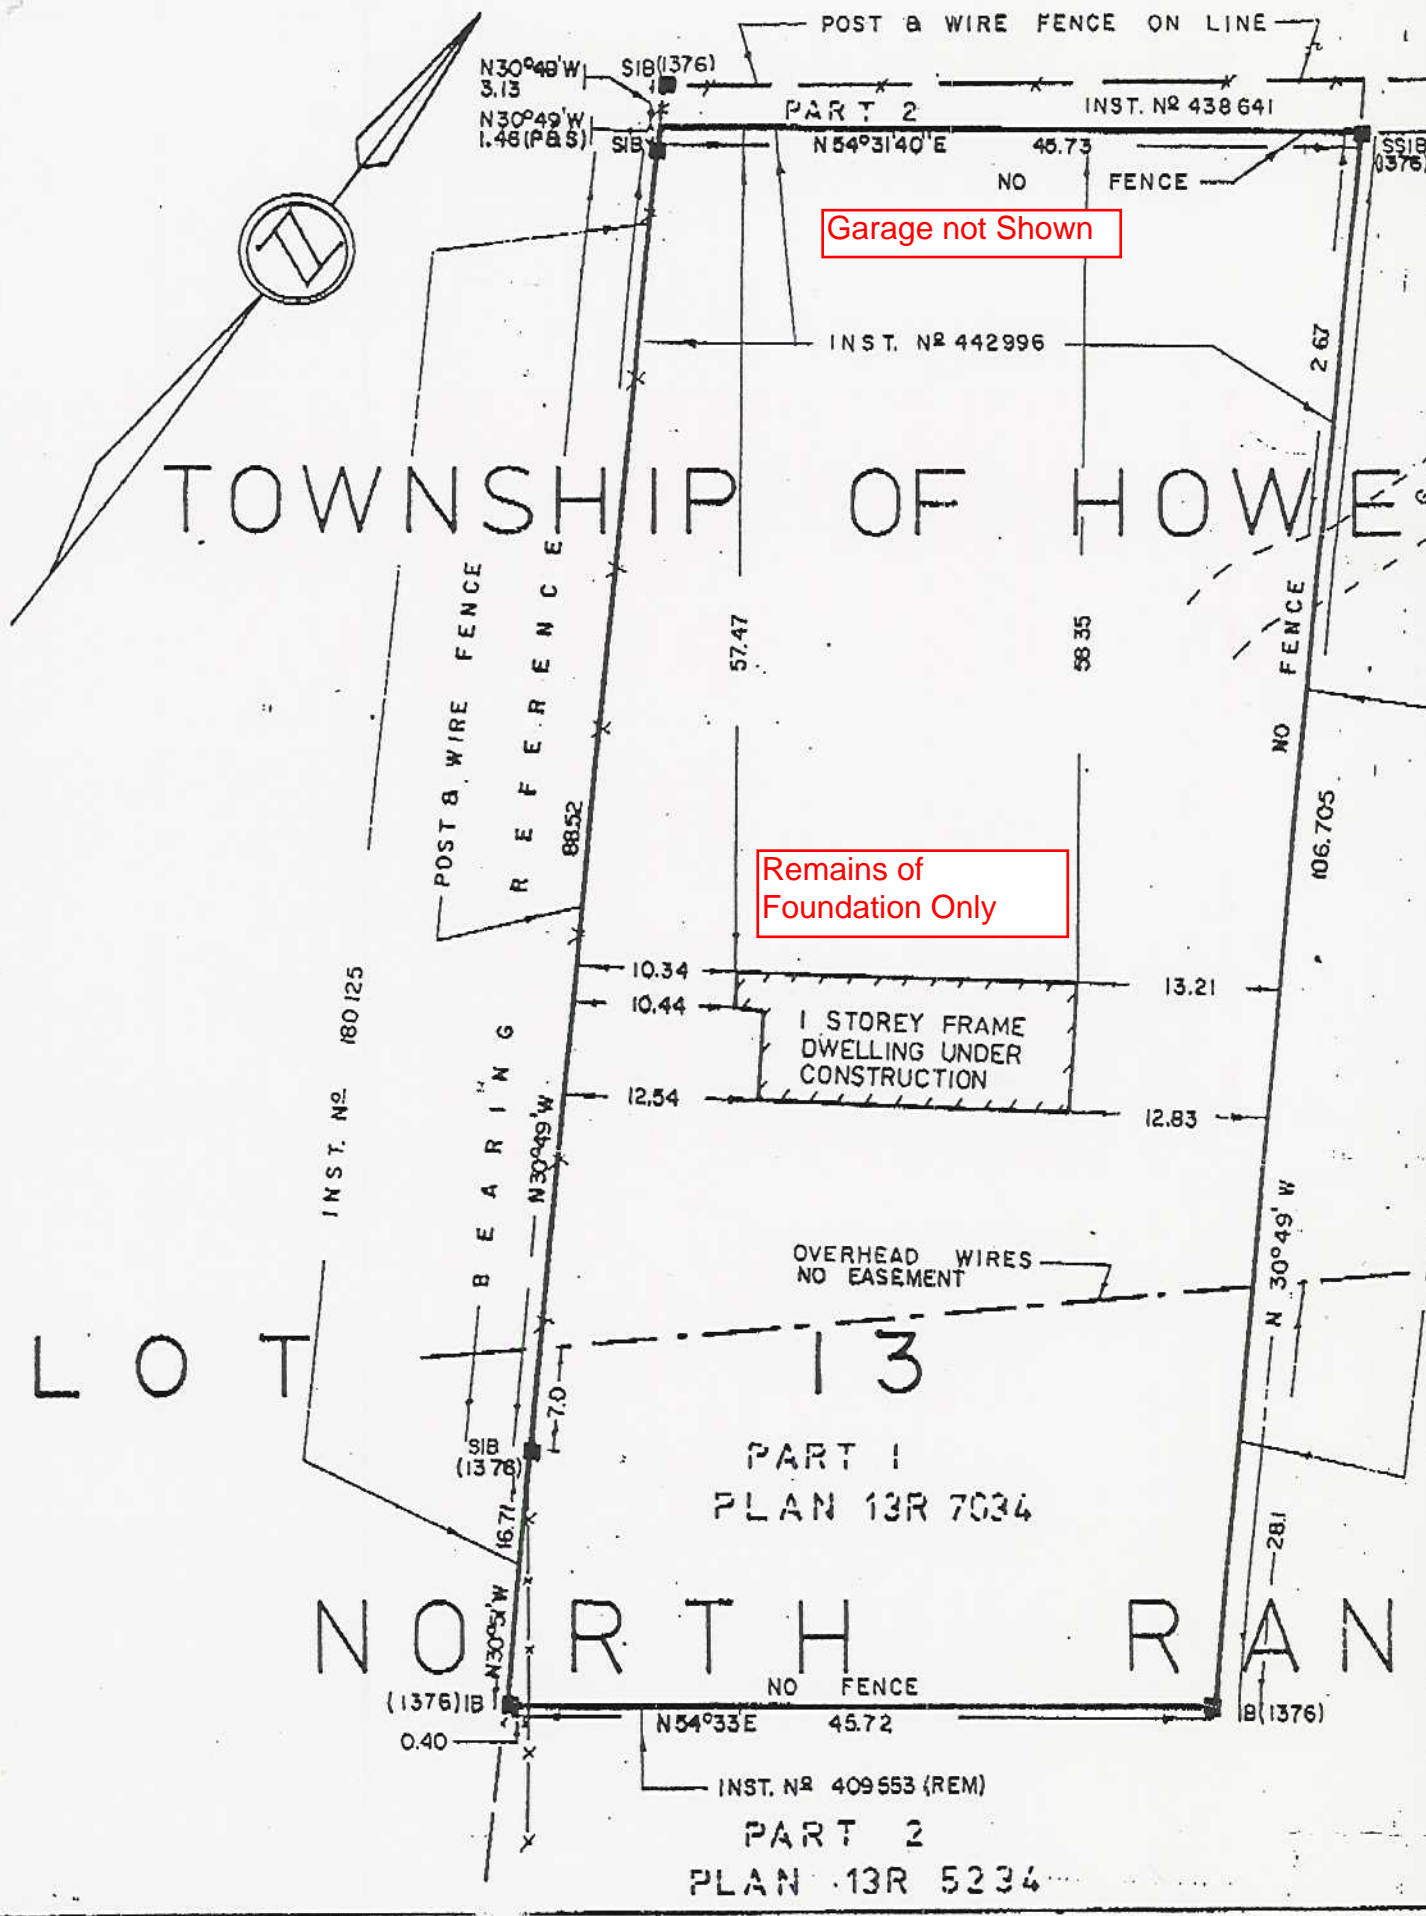 POST & WIRE FENCE ON LINE
N30°49'W
3.13
SIB(1376)
N30°49'W
1.46(P&S)
SIB
PART 2
INST. Nº 438641
N54°31'40"E 45.73
SSIB
(1376)
NO FENCE
Garage not Shown
INST. Nº 442996
2.67
TOWNSHIP OF HOWE
POST & WIRE FENCE
BEARING REFERENCE
57.47
58.35
NO FENCE
88.52
106.705
Remains of
Foundation Only
INST. Nº 180125
10.34
13.21
10.44
1 STOREY FRAME
DWELLING UNDER
CONSTRUCTION
12.54
12.83
N30°49'W
N 30°49' W
OVERHEAD WIRES
NO EASEMENT
LOT 13
7.0
SIB
(1376)
PART 1
PLAN 13R 7034
16.71
28.1
N30°51'W
NORTH RAN
(1376)IB
NO FENCE
N54°33'E 45.72
IB(1376)
0.40
INST. Nº 409553 (REM)
PART 2
PLAN 13R 5234